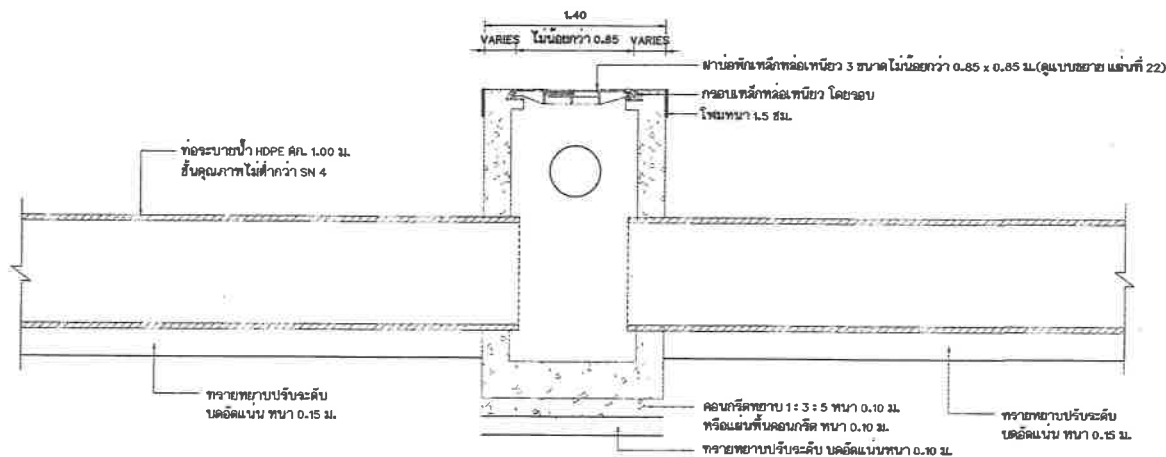 1.40
VARIES ไม่น้อยกว่า 0.85 VARIES
ฝาบ่อพักเหล็กหล่อเหนียว 3 ขนาดไม่น้อยกว่า 0.85 x 0.85 ม.(ดูแบบขยาย แผ่นที่ 22)
กรอบเหล็กหล่อเหนียว โดยรอบ
โฟมหนา 1.5 ซม.
ท่อระบายน้ำ HDPE ศก. 1.00 ม.
ชั้นคุณภาพไม่ต่ำกว่า SN 4
ทรายหยาบปรับระดับ
บดอัดแน่น หนา 0.15 ม.
คอนกรีตหยาบ 1 : 3 : 5 หนา 0.10 ม.
หรือแผ่นพื้นคอนกรีต หนา 0.10 ม.
ทรายหยาบปรับระดับ บดอัดแน่นหนา 0.10 ม.
ทรายหยาบปรับระดับ
บดอัดแน่น หนา 0.15 ม.